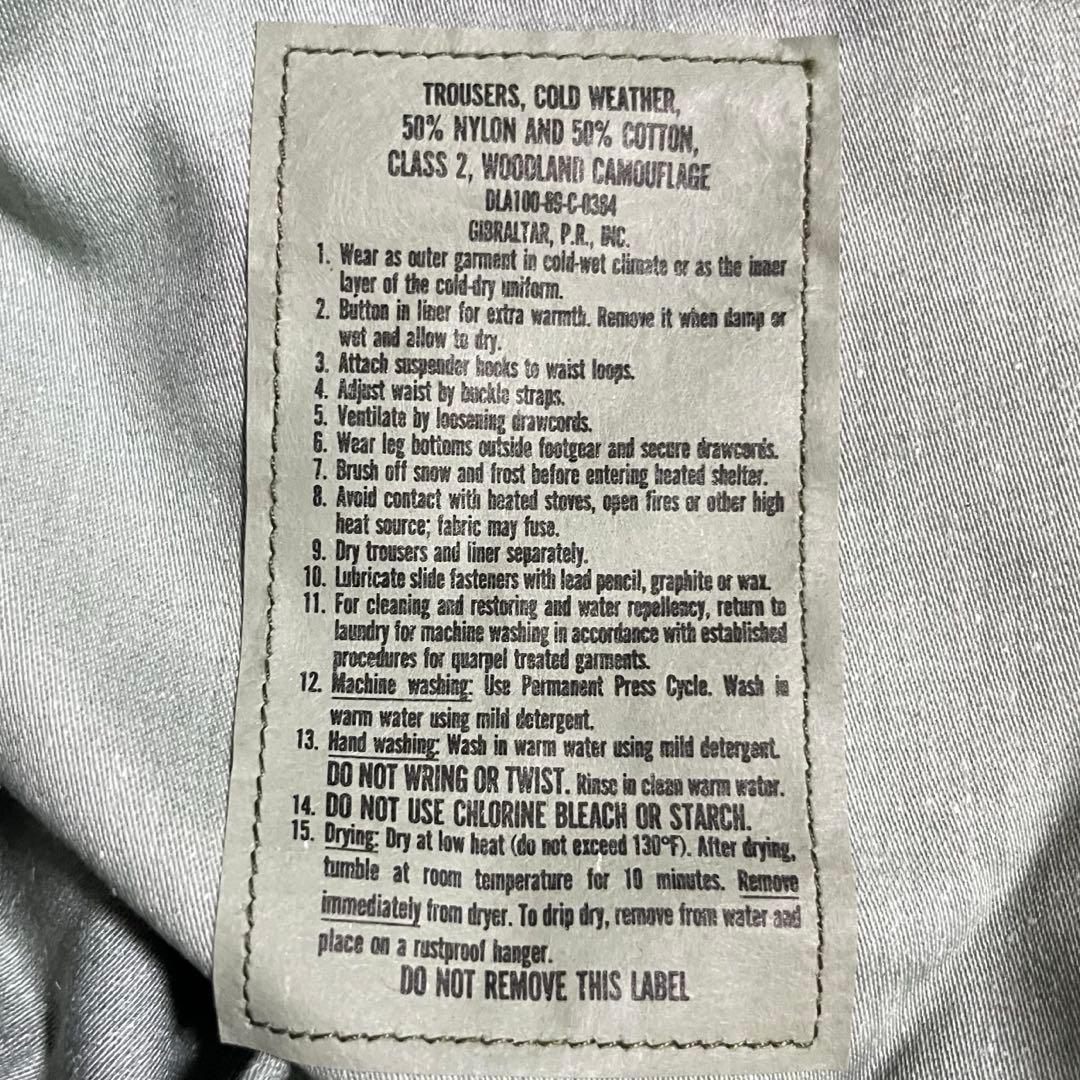 TROUSERS, COLD WEATHER,
50% NYLON AND 50% COTTON,
CLASS 2, WOODLAND CAMOUFLAGE
DLA100-89-C-0384
GIBRALTAR, P.R., INC.
1. Wear as outer garment in cold-wet climate or as the inner
layer of the cold-dry uniform.
2. Button in liner for extra warmth. Remove it when damp or
wet and allow to dry.
3. Attach suspender hooks to waist loops.
4. Adjust waist by buckle straps.
5. Ventilate by loosening drawcords.
6. Wear leg bottoms outside footgear and secure drawcords.
7. Brush off snow and frost before entering heated shelter.
8. Avoid contact with heated stoves, open fires or other high
heat source; fabric may fuse.
9. Dry trousers and liner separately.
10. Lubricate slide fasteners with lead pencil, graphite or wax.
11. For cleaning and restoring and water repellency, return to
laundry for machine washing in accordance with established
procedures for quarpel treated garments.
12. Machine washing: Use Permanent Press Cycle. Wash in
warm water using mild detergent.
13. Hand washing: Wash in warm water using mild detergent.
DO NOT WRING OR TWIST. Rinse in clean warm water.
14. DO NOT USE CHLORINE BLEACH OR STARCH.
15. Drying: Dry at low heat (do not exceed 130°F). After drying,
tumble at room temperature for 10 minutes. Remove
immediately from dryer. To drip dry, remove from water and
place on a rustproof hanger.
DO NOT REMOVE THIS LABEL